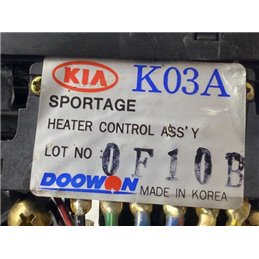 KIA K03A
SPORTAGE
HEATER CONTROL ASS'Y
LOT NO 0F10B
DOOWON MADE IN KOREA